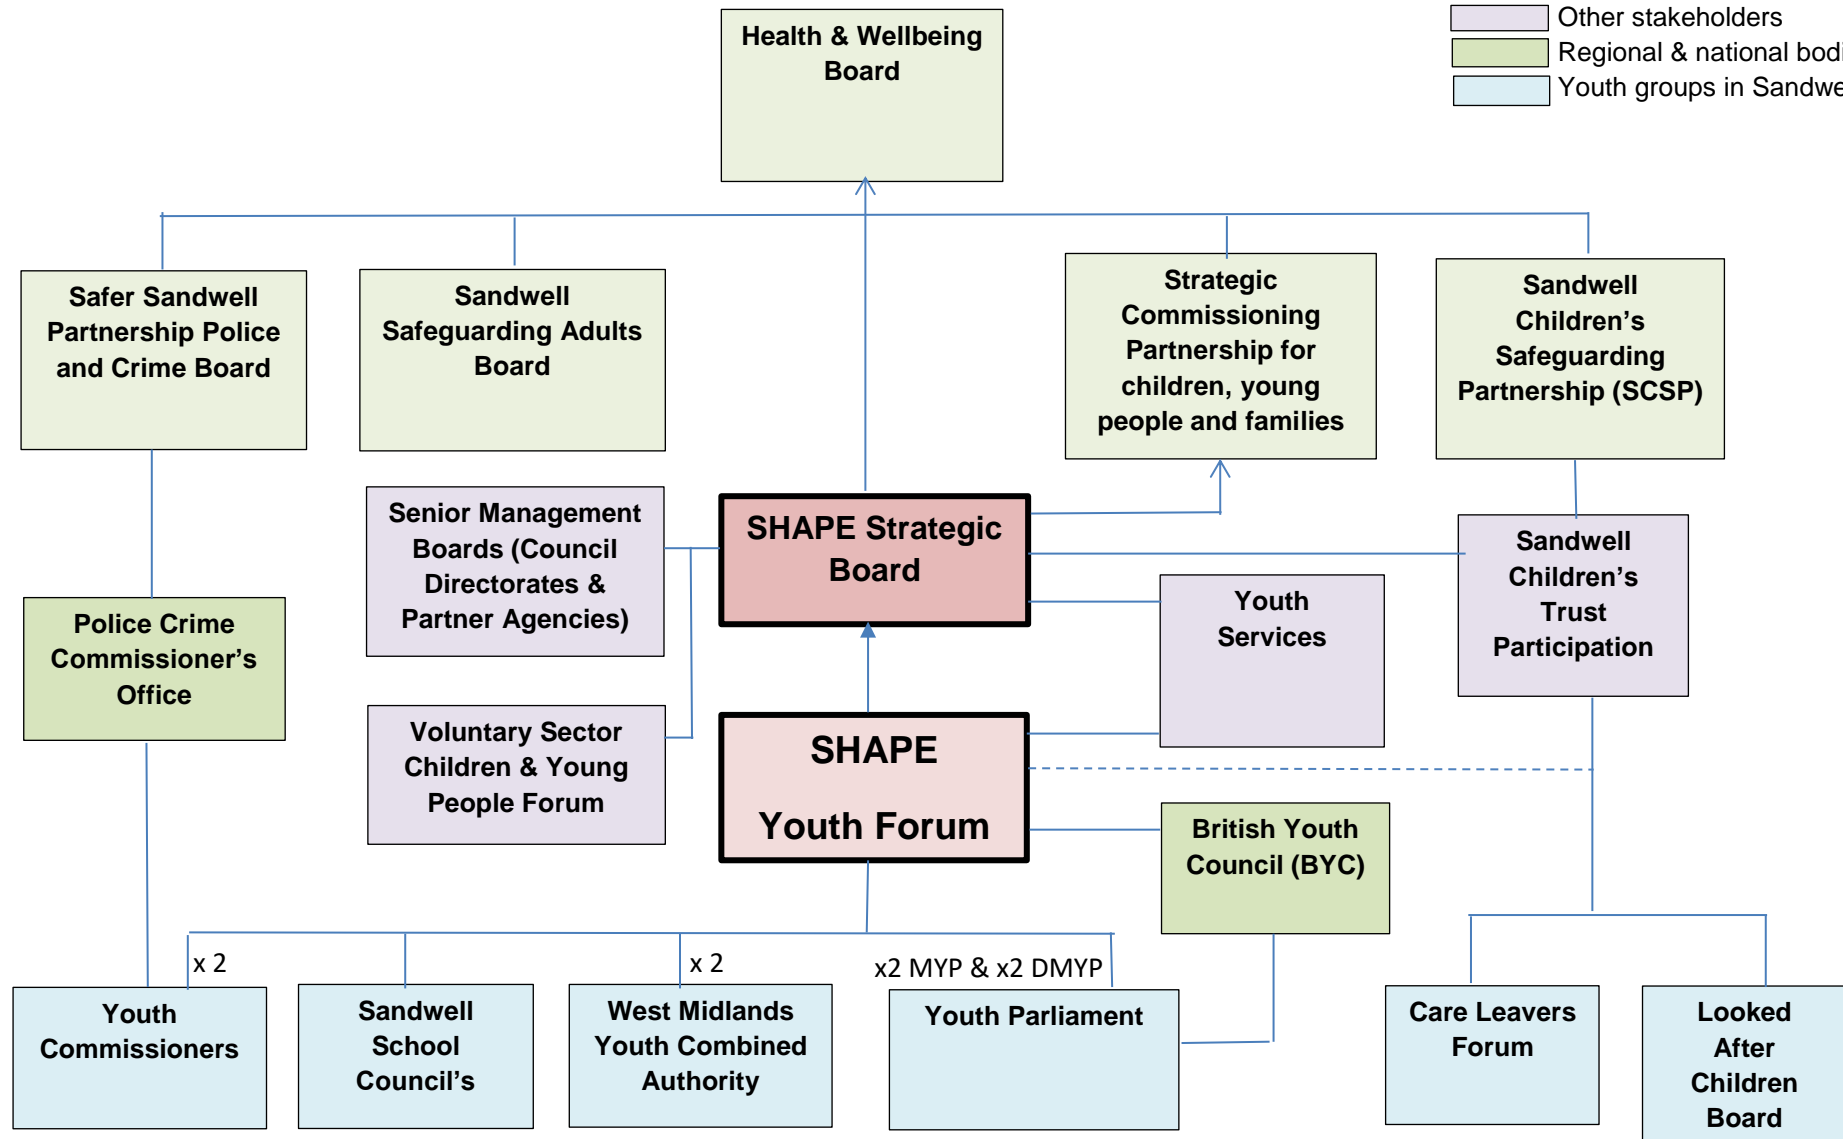 Health & Wellbeing
Board
Other stakeholders
Regional & national bodi
Youth groups in Sandwe
Safer Sandwell
Partnership Police
and Crime Board
Sandwell
Safeguarding Adults
Board
Strategic
Commissioning
Partnership for
children, young
people and families
Sandwell
Children’s
Safeguarding
Partnership (SCSP)
Senior Management
Boards (Council
Directorates &
Partner Agencies)
SHAPE Strategic
Board
Sandwell
Children’s
Trust
Participation
Youth
Services
Police Crime
Commissioner’s
Office
Voluntary Sector
Children & Young
People Forum
SHAPE
Youth Forum
British Youth
Council (BYC)
x 2
x 2
x2 MYP & x2 DMYP
Youth
Commissioners
Sandwell
School
Council’s
West Midlands
Youth Combined
Authority
Youth Parliament
Care Leavers
Forum
Looked
After
Children
Board